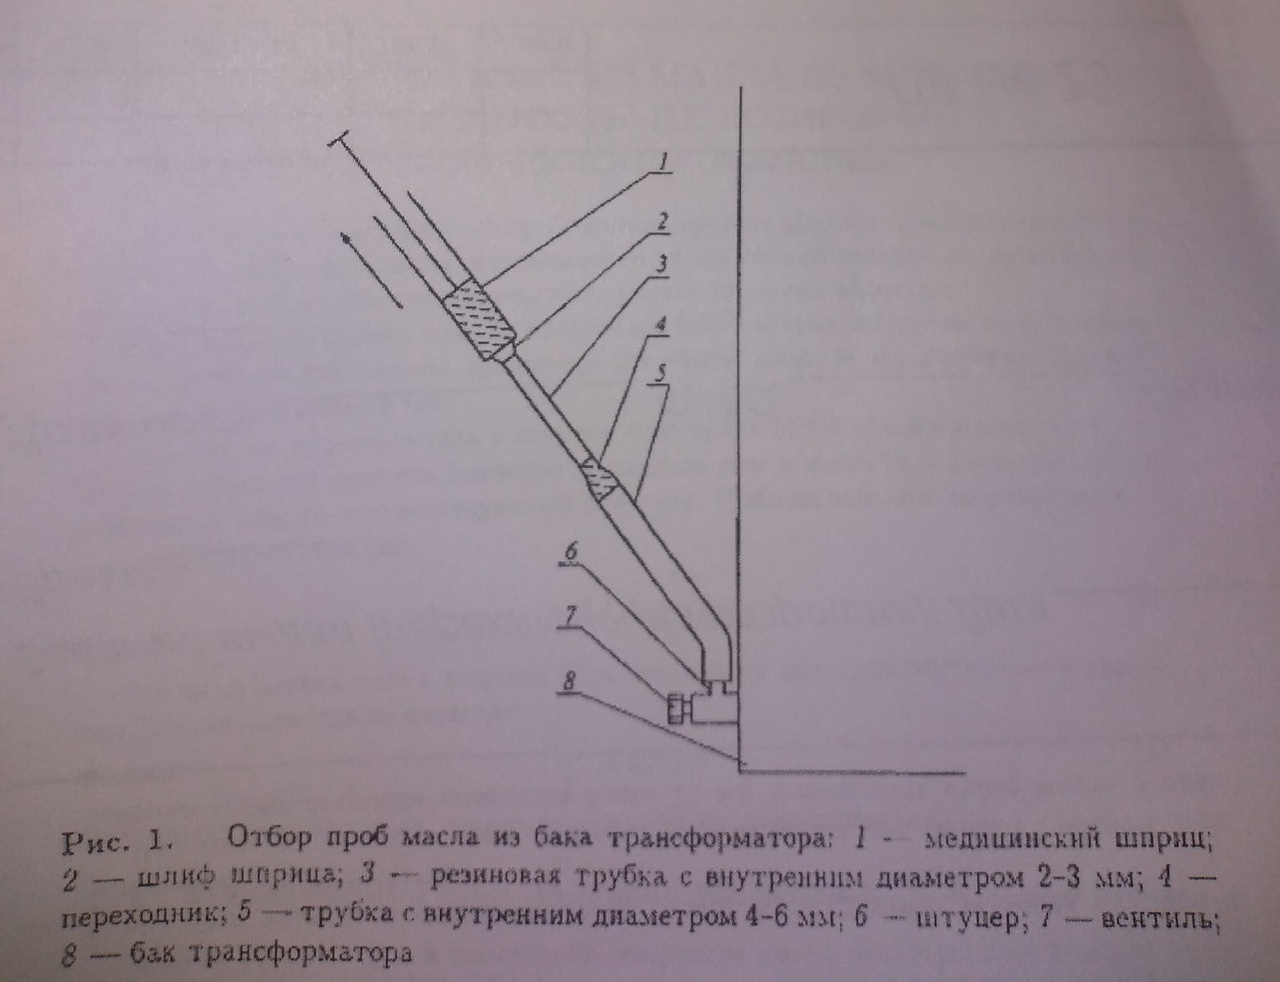 1
2
3
4
5
6
7
8
Рис. 1. Отбор проб масла из бака трансформатора: 1 - медицинский шприц;
2 — шлиф шприца; 3 — резиновая трубка с внутренним диаметром 2-3 мм; 4 —
переходник; 5 — трубка с внутренним диаметром 4-6 мм; 6 — штуцер; 7 — вентиль;
8 — бак трансформатора